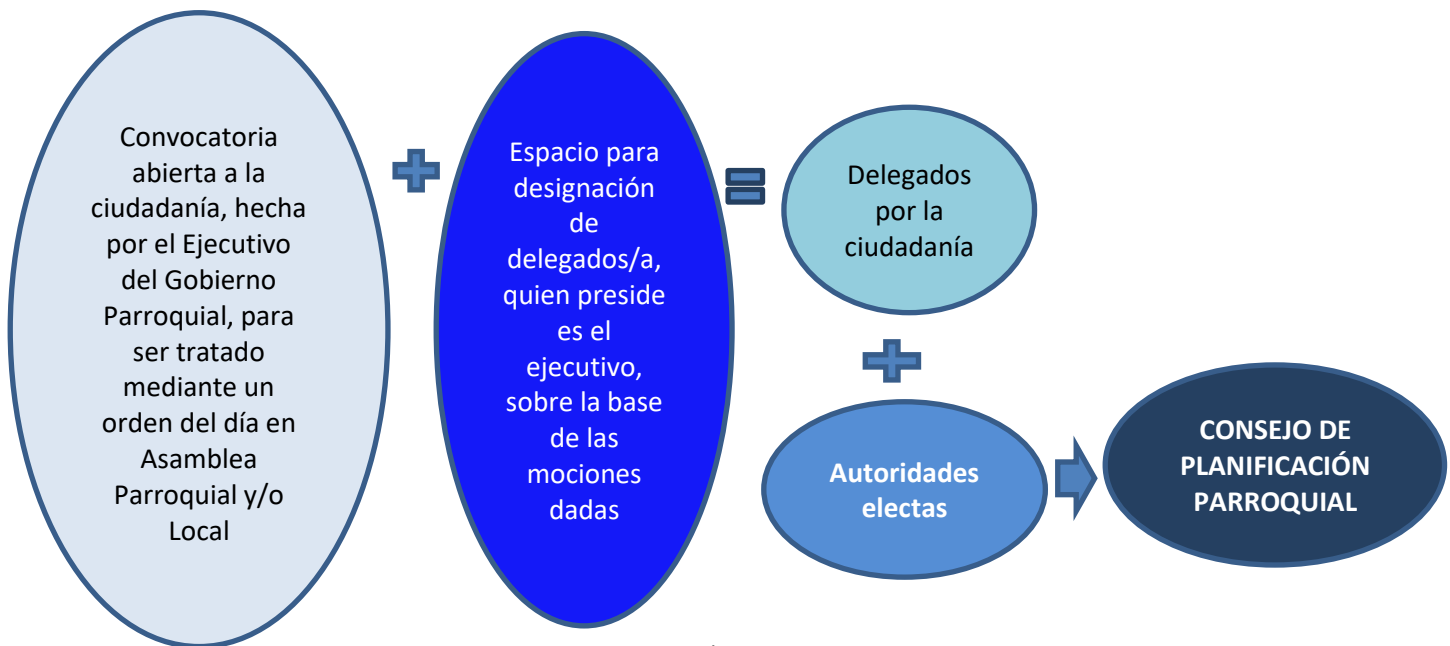 Convocatoria
abierta a la
ciudadanía, hecha
por el Ejecutivo
del Gobierno
Parroquial, para
ser tratado
mediante un
orden del día en
Asamblea
Parroquial y/o
Local
Espacio para
designación
de
delegados/a,
quien preside
es el
ejecutivo,
sobre la base
de las
mociones
dadas
Delegados
por la
ciudadanía
Autoridades
electas
CONSEJO DE
PLANIFICACIÓN
PARROQUIAL